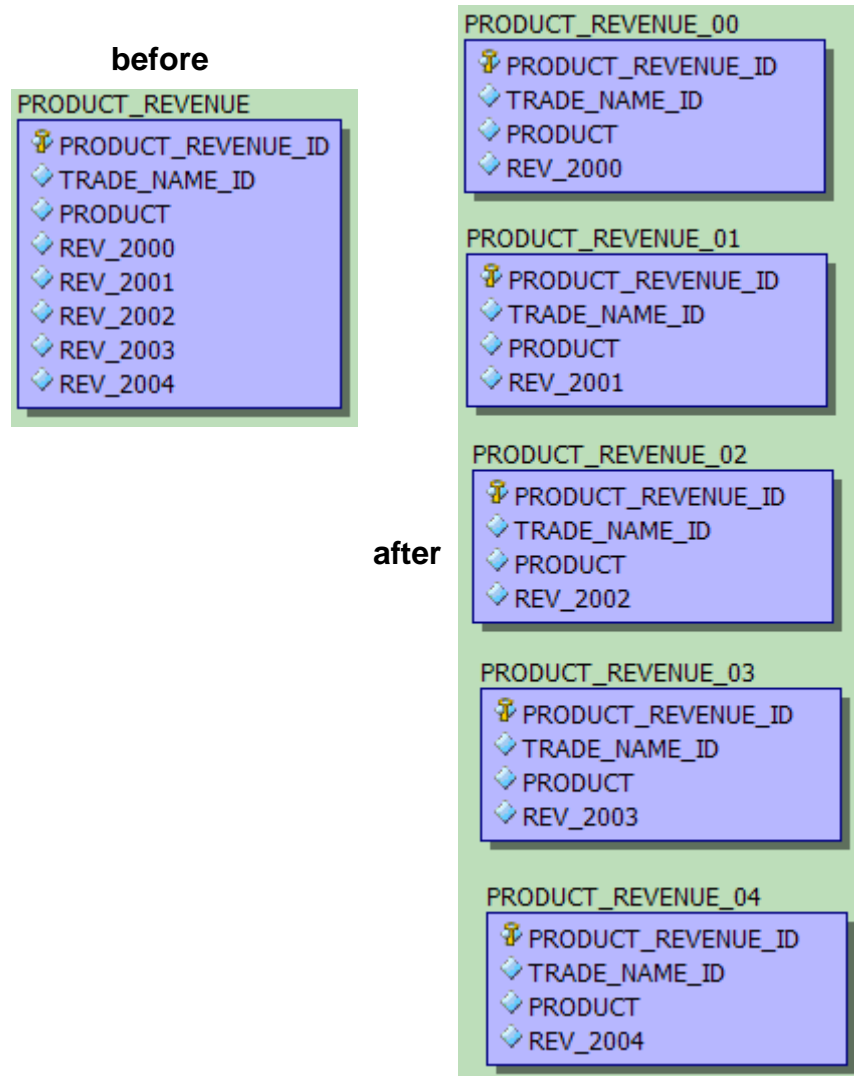 before
PRODUCT_REVENUE
PRODUCT_REVENUE_ID
TRADE_NAME_ID
PRODUCT
REV_2000
REV_2001
REV_2002
REV_2003
REV_2004
after
PRODUCT_REVENUE_00
PRODUCT_REVENUE_ID
TRADE_NAME_ID
PRODUCT
REV_2000
PRODUCT_REVENUE_01
PRODUCT_REVENUE_ID
TRADE_NAME_ID
PRODUCT
REV_2001
PRODUCT_REVENUE_02
PRODUCT_REVENUE_ID
TRADE_NAME_ID
PRODUCT
REV_2002
PRODUCT_REVENUE_03
PRODUCT_REVENUE_ID
TRADE_NAME_ID
PRODUCT
REV_2003
PRODUCT_REVENUE_04
PRODUCT_REVENUE_ID
TRADE_NAME_ID
PRODUCT
REV_2004